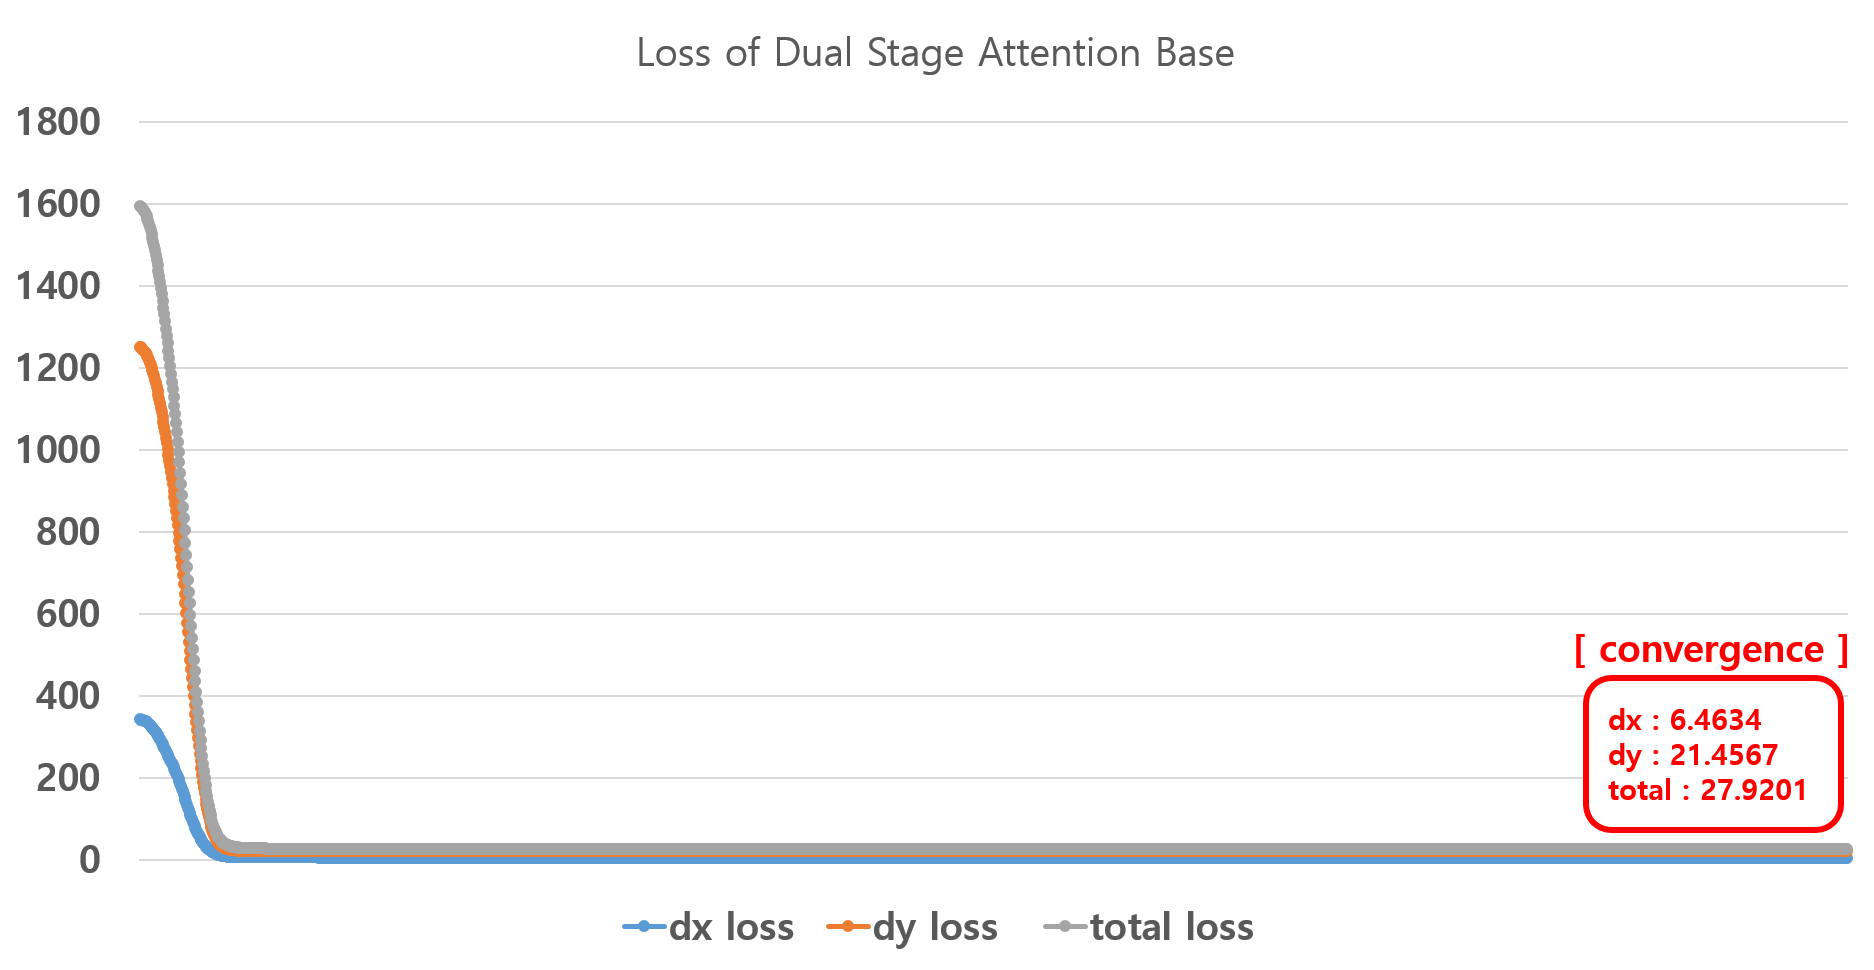 Loss of Dual Stage Attention Base
1800
1600
1400
1200
1000
800
600
400
200
0
[ convergence ]
dx : 6.4634
dy : 21.4567
total : 27.9201
dx loss dy loss total loss